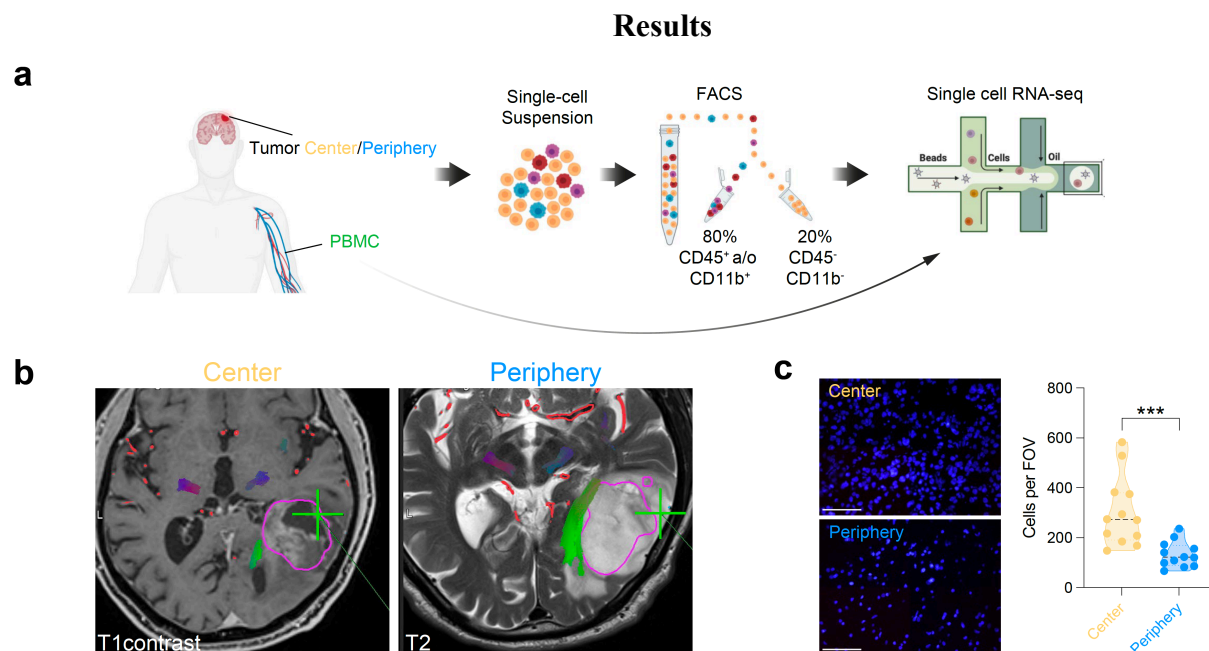 Results
a
Single-cell
Suspension
FACS
Single cell RNA-seq
Tumor Center/Periphery
PBMC
80%
CD45⁺ a/o
CD11b⁺
20%
CD45⁻
CD11b⁻
Beads
Cells
Oil
b
Center
Periphery
L
T1contrast
L
T2
c
Center
Periphery
Cells per FOV
800
600
400
200
0
***
Center
Periphery